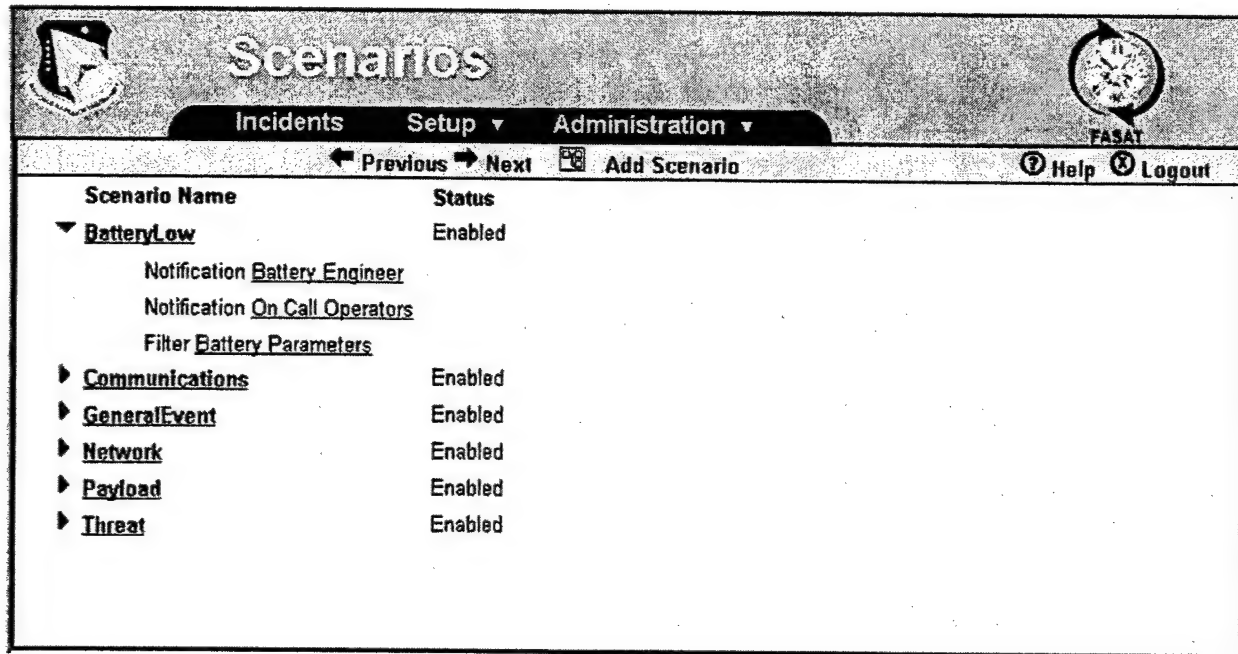 Scenarios
Incidents Setup ▼ Administration ▼
FASAT
Previous Next Add Scenario Help Logout
Scenario Name Status
BatteryLow Enabled
Notification Battery Engineer
Notification On Call Operators
Filter Battery Parameters
Communications Enabled
GeneralEvent Enabled
Network Enabled
Payload Enabled
Threat Enabled